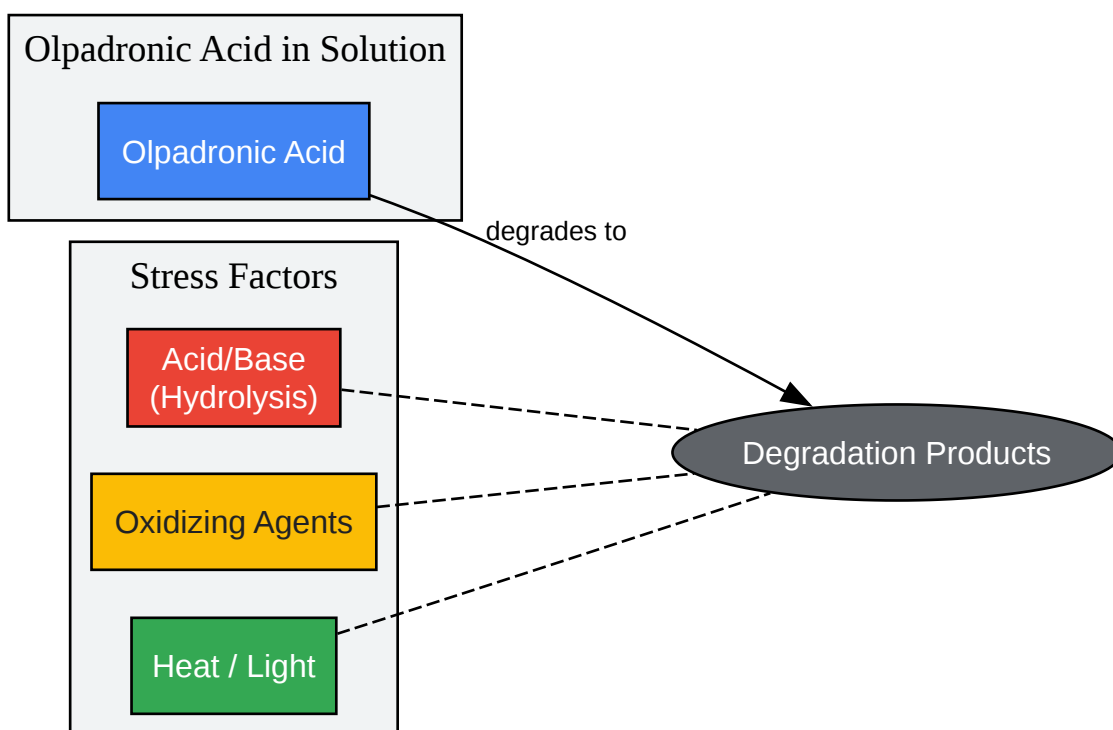 Olpadronic Acid in Solution
Olpadronic Acid
degrades to
Stress Factors
Acid/Base
(Hydrolysis)
Degradation Products
Oxidizing Agents
Heat / Light